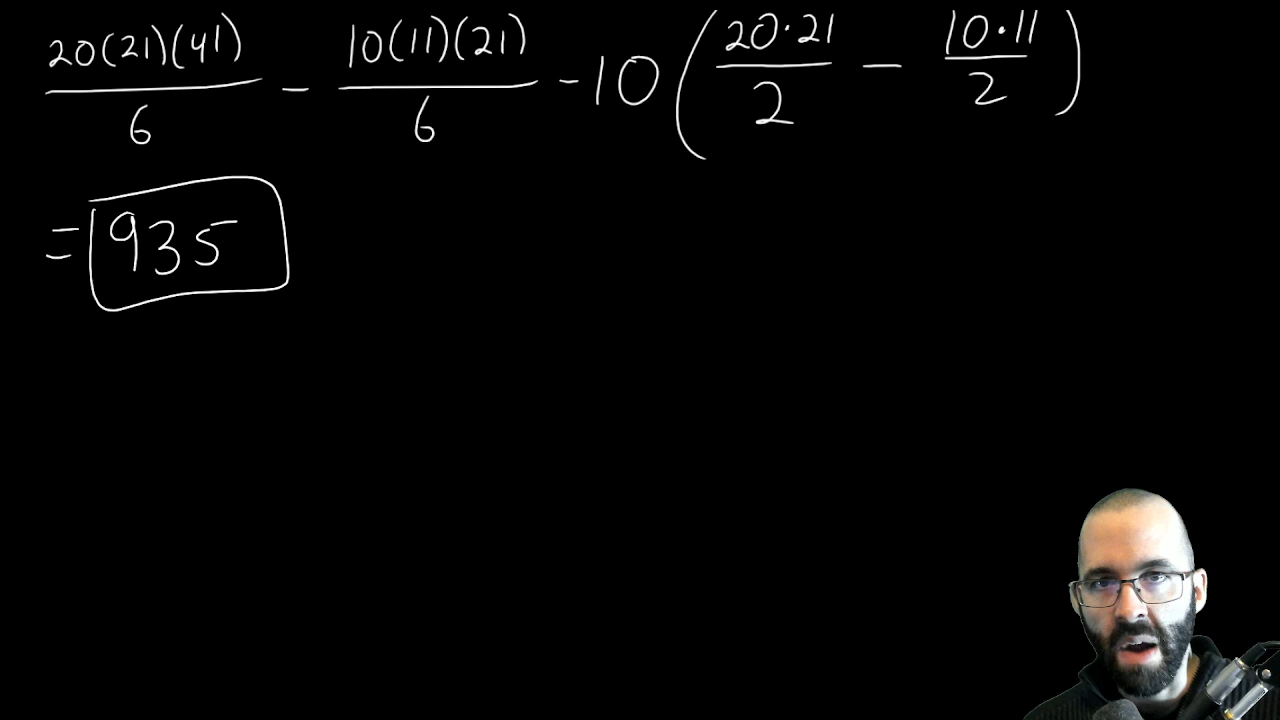 20(21)(41)/6 - 10(11)(21)/6 - 10(20·21/2 - 10·11/2)
= 935